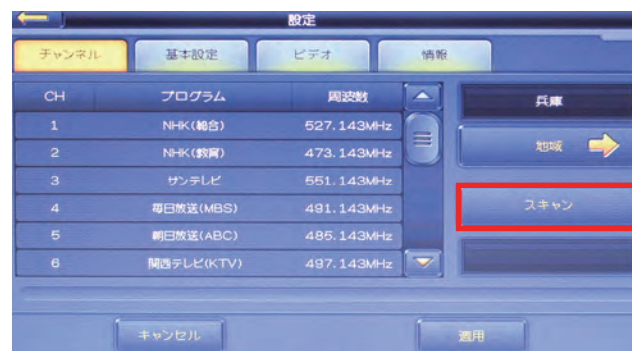 設定
チャンネル 基本設定 ビデオ 情報
CH プログラム 周波数
兵庫
1 NHK(総合) 527.143MHz
2 NHK(教育) 473.143MHz
地域
3 サンテレビ 551.143MHz
4 毎日放送(MBS) 491.143MHz
スキャン
5 朝日放送(ABC) 485.143MHz
6 関西テレビ(KTV) 497.143MHz
キャンセル 適用